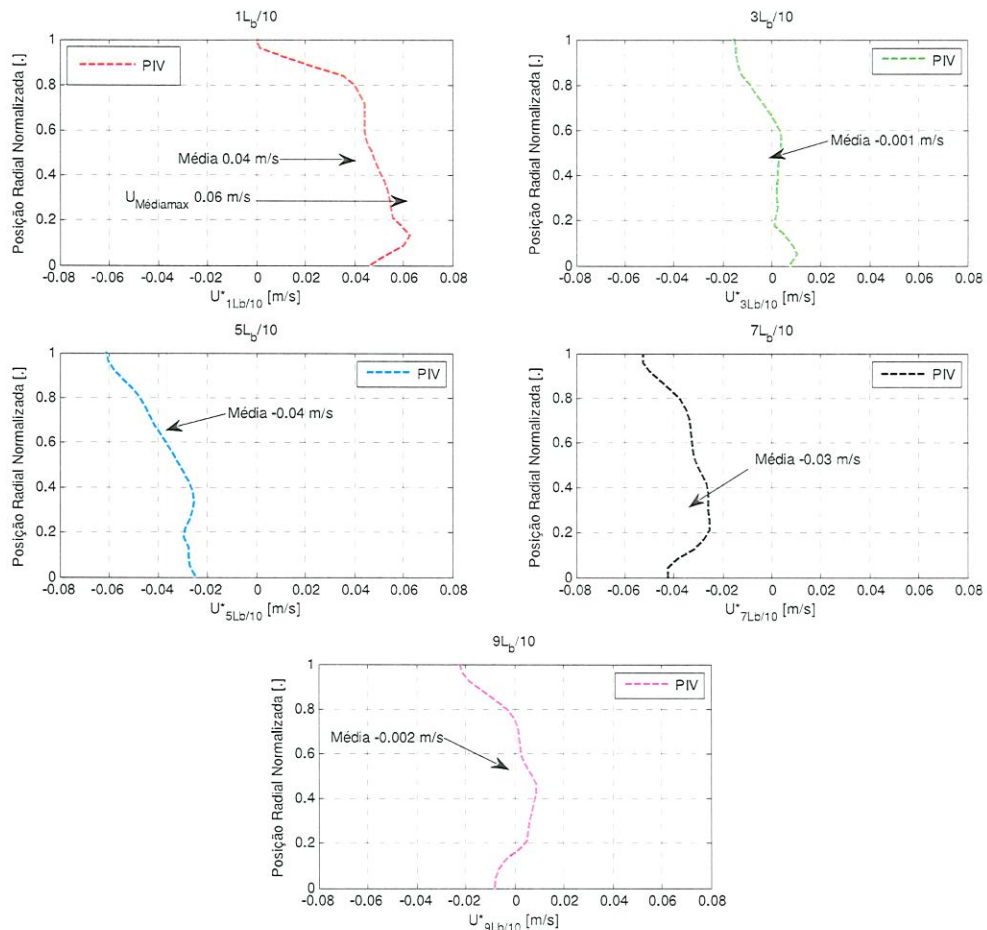 1L_b/10
1
0.8
0.6
0.4
0.2
0
Posição Radial Normalizada [.]
PIV
Média 0.04 m/s
U_Médiamax 0.06 m/s
-0.08 -0.06 -0.04 -0.02 0 0.02 0.04 0.06 0.08
U*_1Lb/10 [m/s]
3L_b/10
1
0.8
0.6
0.4
0.2
0
Posição Radial Normalizada [.]
PIV
Média -0.001 m/s
-0.08 -0.06 -0.04 -0.02 0 0.02 0.04 0.06 0.08
U*_3Lb/10 [m/s]
5L_b/10
1
0.8
0.6
0.4
0.2
0
Posição Radial Normalizada [.]
PIV
Média -0.04 m/s
-0.08 -0.06 -0.04 -0.02 0 0.02 0.04 0.06 0.08
U*_5Lb/10 [m/s]
7L_b/10
1
0.8
0.6
0.4
0.2
0
Posição Radial Normalizada [.]
PIV
Média -0.03 m/s
-0.08 -0.06 -0.04 -0.02 0 0.02 0.04 0.06 0.08
U*_7Lb/10 [m/s]
9L_b/10
1
0.8
0.6
0.4
0.2
0
Posição Radial Normalizada [.]
PIV
Média -0.002 m/s
-0.08 -0.06 -0.04 -0.02 0 0.02 0.04 0.06 0.08
U*_9Lb/10 [m/s]